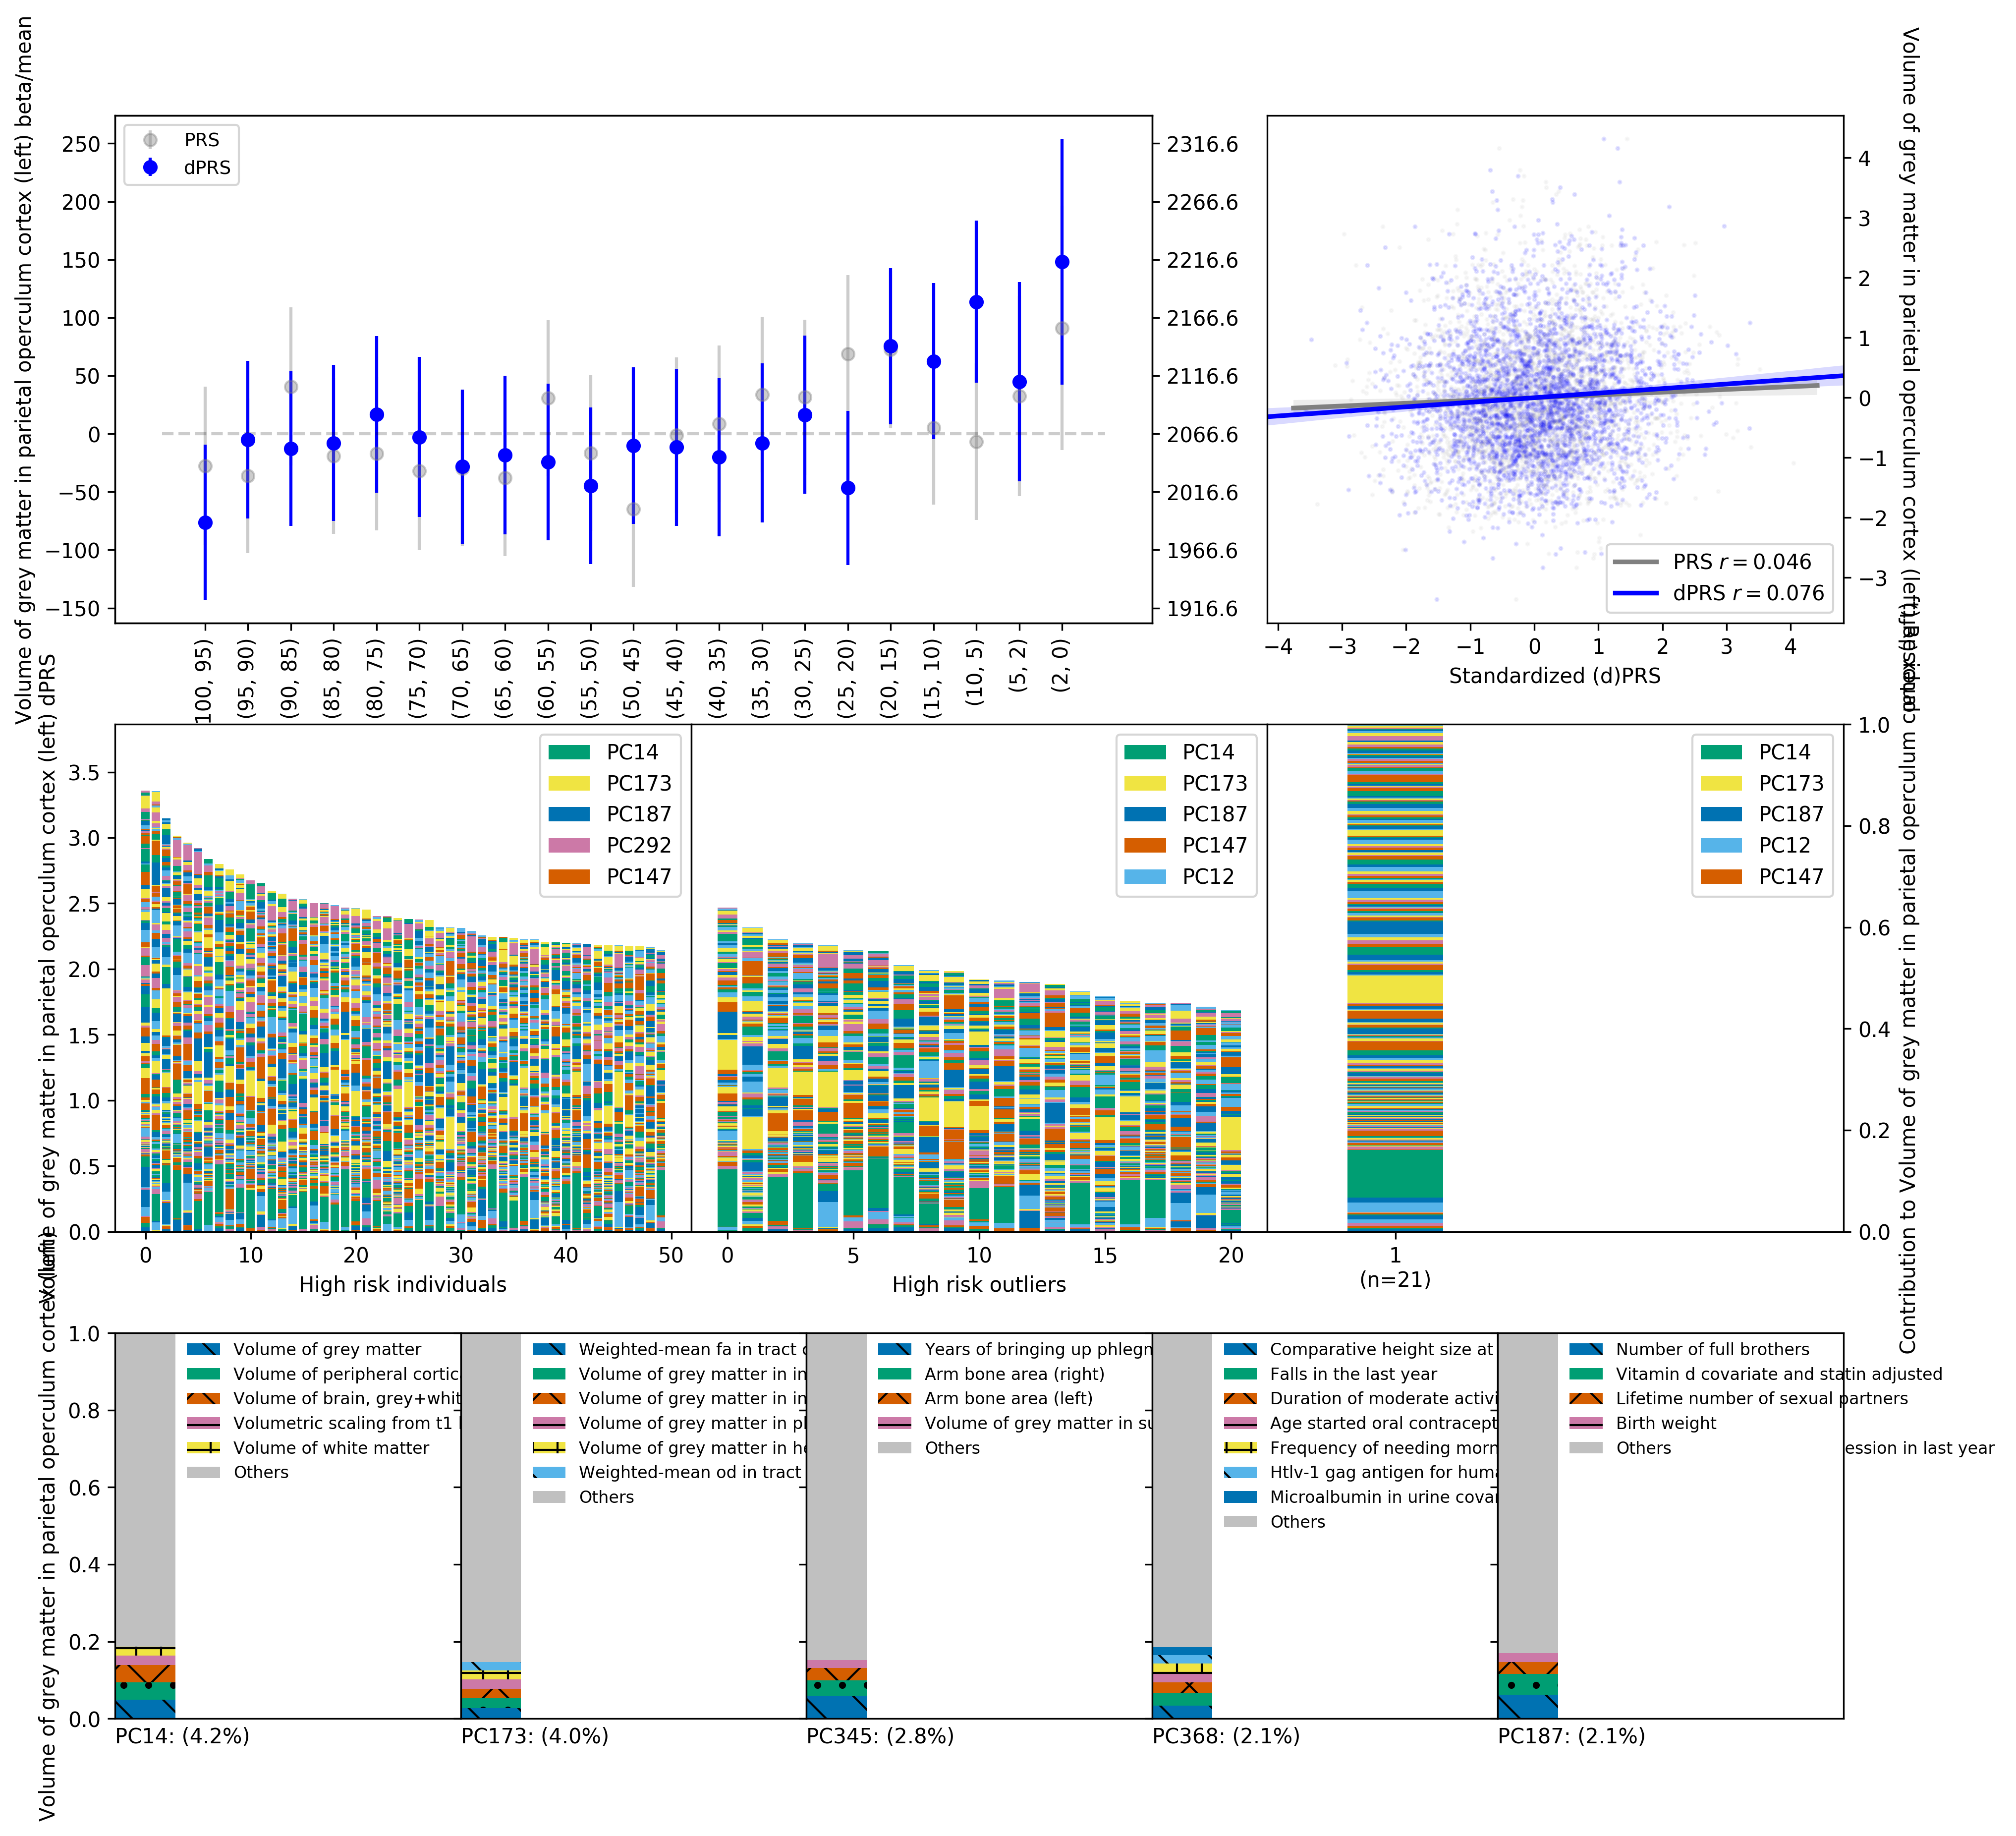 Volume of grey matter in parietal operculum cortex (left) beta/mean
250
200
150
100
50
0
−50
−100
−150
PRS
dPRS
2316.6
2266.6
2216.6
2166.6
2116.6
2066.6
2016.6
1966.6
1916.6
100, 95)
(95, 90)
(90, 85)
(85, 80)
(80, 75)
(75, 70)
(70, 65)
(65, 60)
(60, 55)
(55, 50)
(50, 45)
(45, 40)
(40, 35)
(35, 30)
(30, 25)
(25, 20)
(20, 15)
(15, 10)
(10, 5)
(5, 2)
(2, 0)
Volume of grey matter in parietal operculum cortex (left)
4
3
2
1
0
−1
−2
−3
PRS r = 0.046
dPRS r = 0.076
−4
−3
−2
−1
0
1
2
3
4
Standardized (d)PRS
Volume of grey matter in parietal operculum cortex (left) dPRS
3.5
3.0
2.5
2.0
1.5
1.0
0.5
0.0
PC14
PC173
PC187
PC292
PC147
0
10
20
30
40
50
High risk individuals
PC14
PC173
PC187
PC147
PC12
0
5
10
15
20
High risk outliers
PC14
PC173
PC187
PC12
PC147
1
(n=21)
1.0
0.8
0.6
0.4
0.2
0.0
Contribution to Volume of grey matter in parietal operculum
Volume of grey matter in parietal operculum cortex (left)
1.0
0.8
0.6
0.4
0.2
0.0
Volume of grey matter
Volume of peripheral cortic
Volume of brain, grey+whit
Volumetric scaling from t1
Volume of white matter
Others
PC14: (4.2%)
Weighted-mean fa in tract
Volume of grey matter in in
Volume of grey matter in in
Volume of grey matter in pl
Volume of grey matter in he
Weighted-mean od in tract
Others
PC173: (4.0%)
Years of bringing up phlegm
Arm bone area (right)
Arm bone area (left)
Volume of grey matter in su
Others
PC345: (2.8%)
Comparative height size at
Falls in the last year
Duration of moderate activi
Age started oral contracept
Frequency of needing morn
Htlv-1 gag antigen for huma
Microalbumin in urine covar
Others
PC368: (2.1%)
Number of full brothers
Vitamin d covariate and statin adjusted
Lifetime number of sexual partners
Birth weight
Others
ession in last year
PC187: (2.1%)